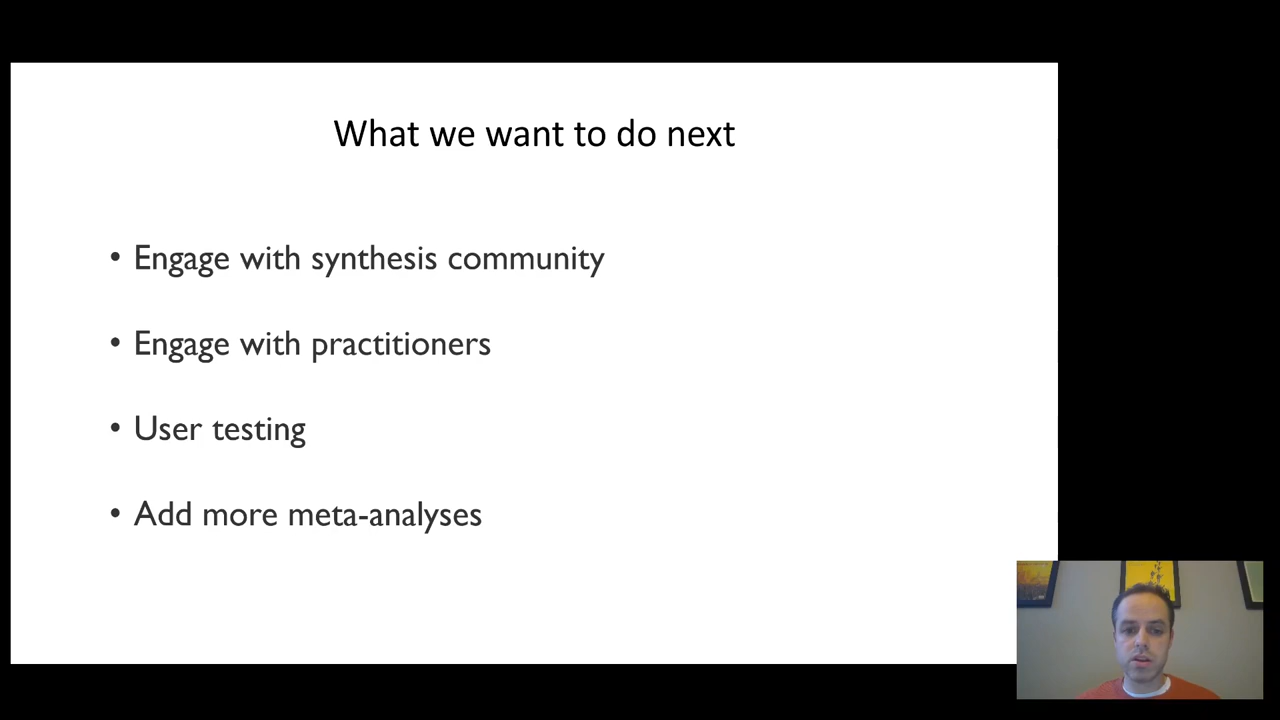 What we want to do next
• Engage with synthesis community
• Engage with practitioners
• User testing
• Add more meta-analyses